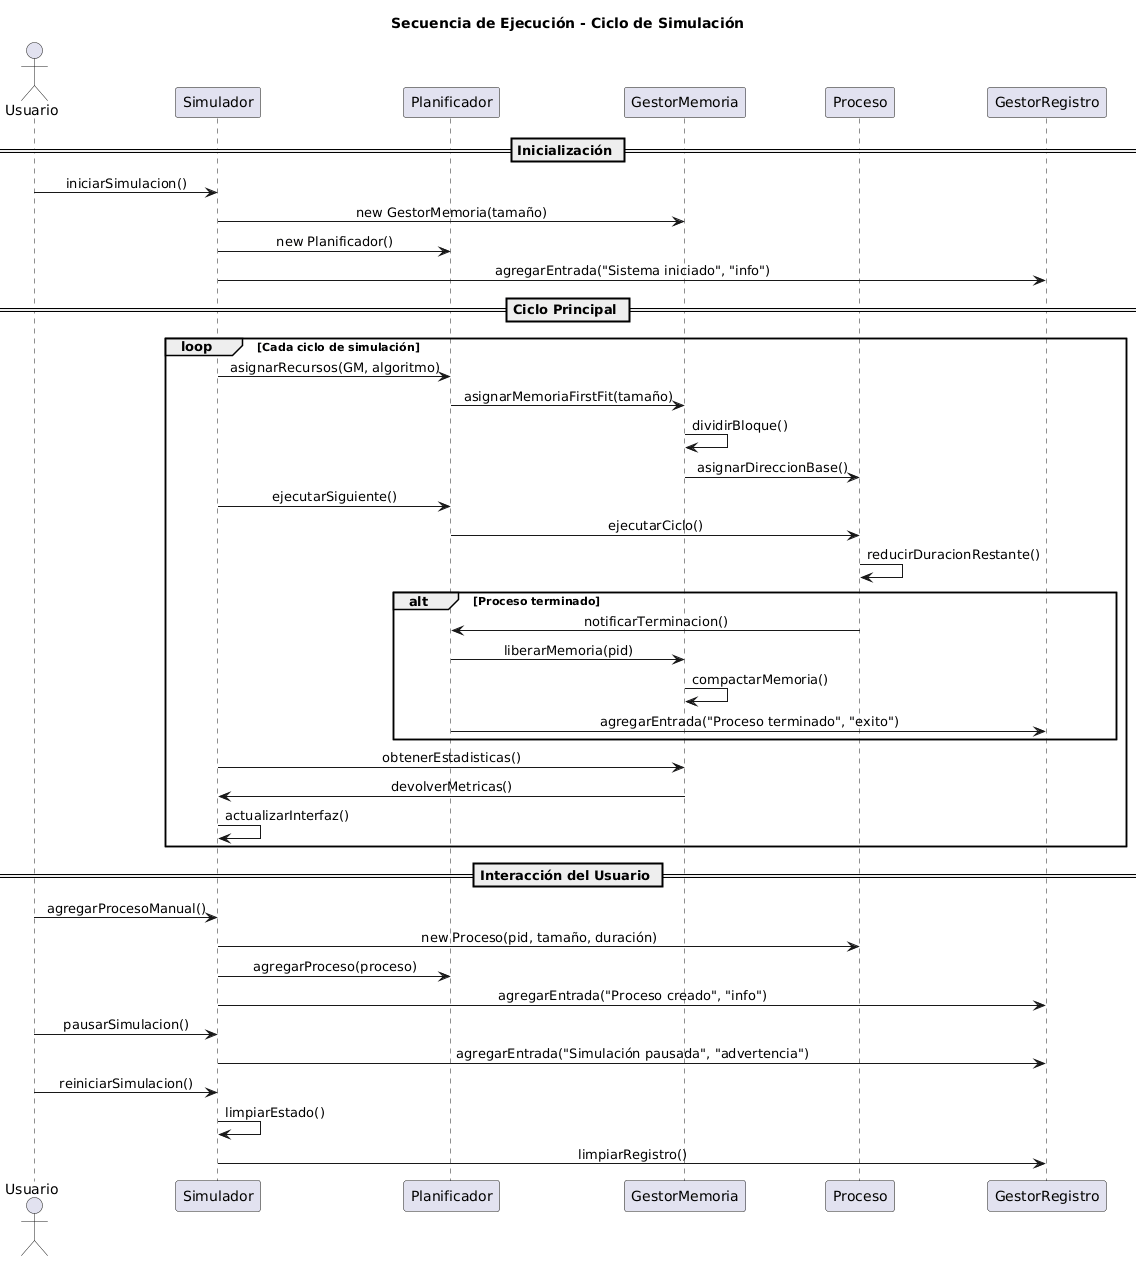 Secuencia de Ejecución - Ciclo de Simulación
Usuario
Simulador
Planificador
GestorMemoria
Proceso
GestorRegistro
Inicialización
iniciarSimulacion()
new GestorMemoria(tamaño)
new Planificador()
agregarEntrada("Sistema iniciado", "info")
Ciclo Principal
loop [Cada ciclo de simulación]
asignarRecursos(GM, algoritmo)
asignarMemoriaFirstFit(tamaño)
dividirBloque()
asignarDireccionBase()
ejecutarSiguiente()
ejecutarCiclo()
reducirDuracionRestante()
alt [Proceso terminado]
notificarTerminacion()
liberarMemoria(pid)
compactarMemoria()
agregarEntrada("Proceso terminado", "exito")
obtenerEstadisticas()
devolverMetricas()
actualizarInterfaz()
Interacción del Usuario
agregarProcesoManual()
new Proceso(pid, tamaño, duración)
agregarProceso(proceso)
agregarEntrada("Proceso creado", "info")
pausarSimulacion()
agregarEntrada("Simulación pausada", "advertencia")
reiniciarSimulacion()
limpiarEstado()
limpiarRegistro()
Usuario
Simulador
Planificador
GestorMemoria
Proceso
GestorRegistro